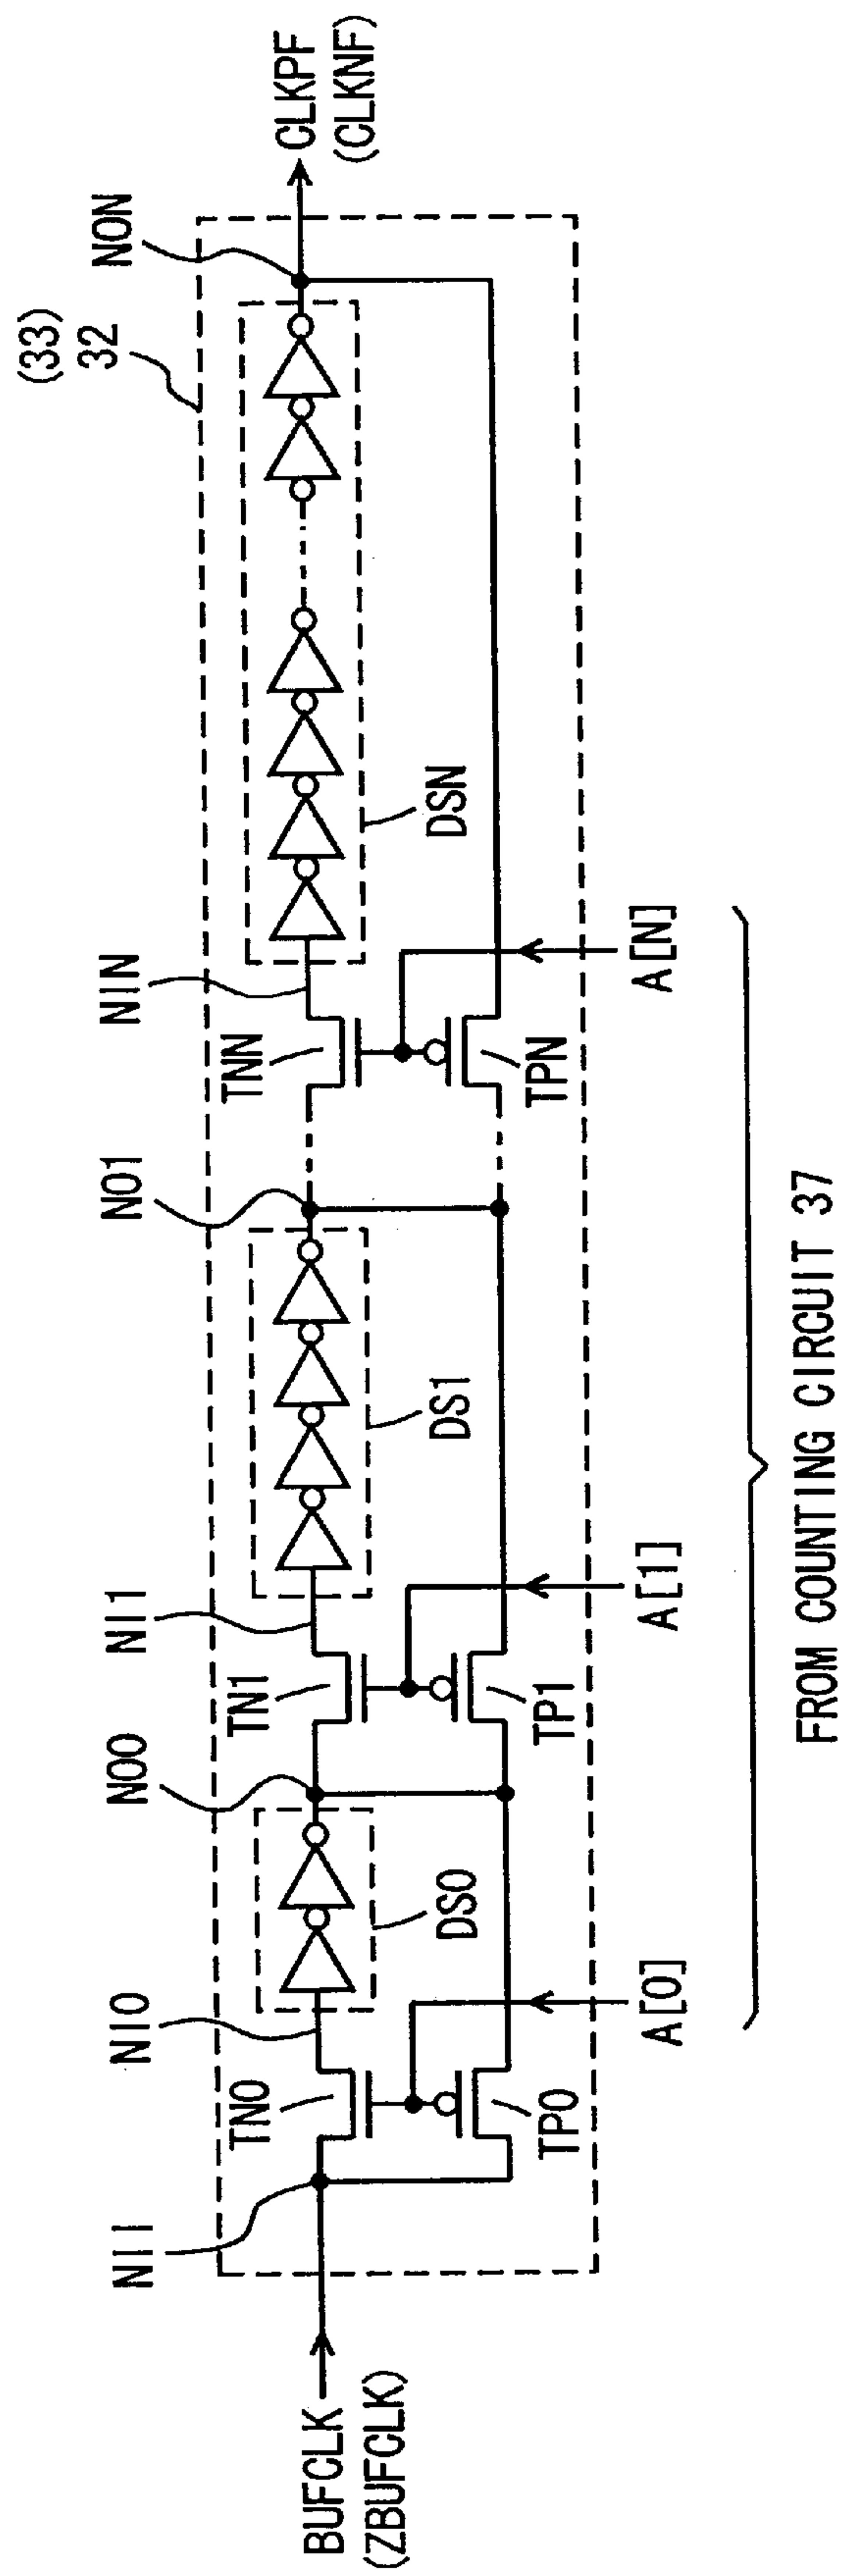 (33)
32
NII
NI0
NO0
NI1
NO1
NIN
NON
TN0
TN1
TNN
BUFCLK
(ZBUFCLK)
CLKPF
(CLKNF)
DS0
DS1
DSN
TP0
TP1
TPN
A[0]
A[1]
A[N]
FROM COUNTING CIRCUIT 37